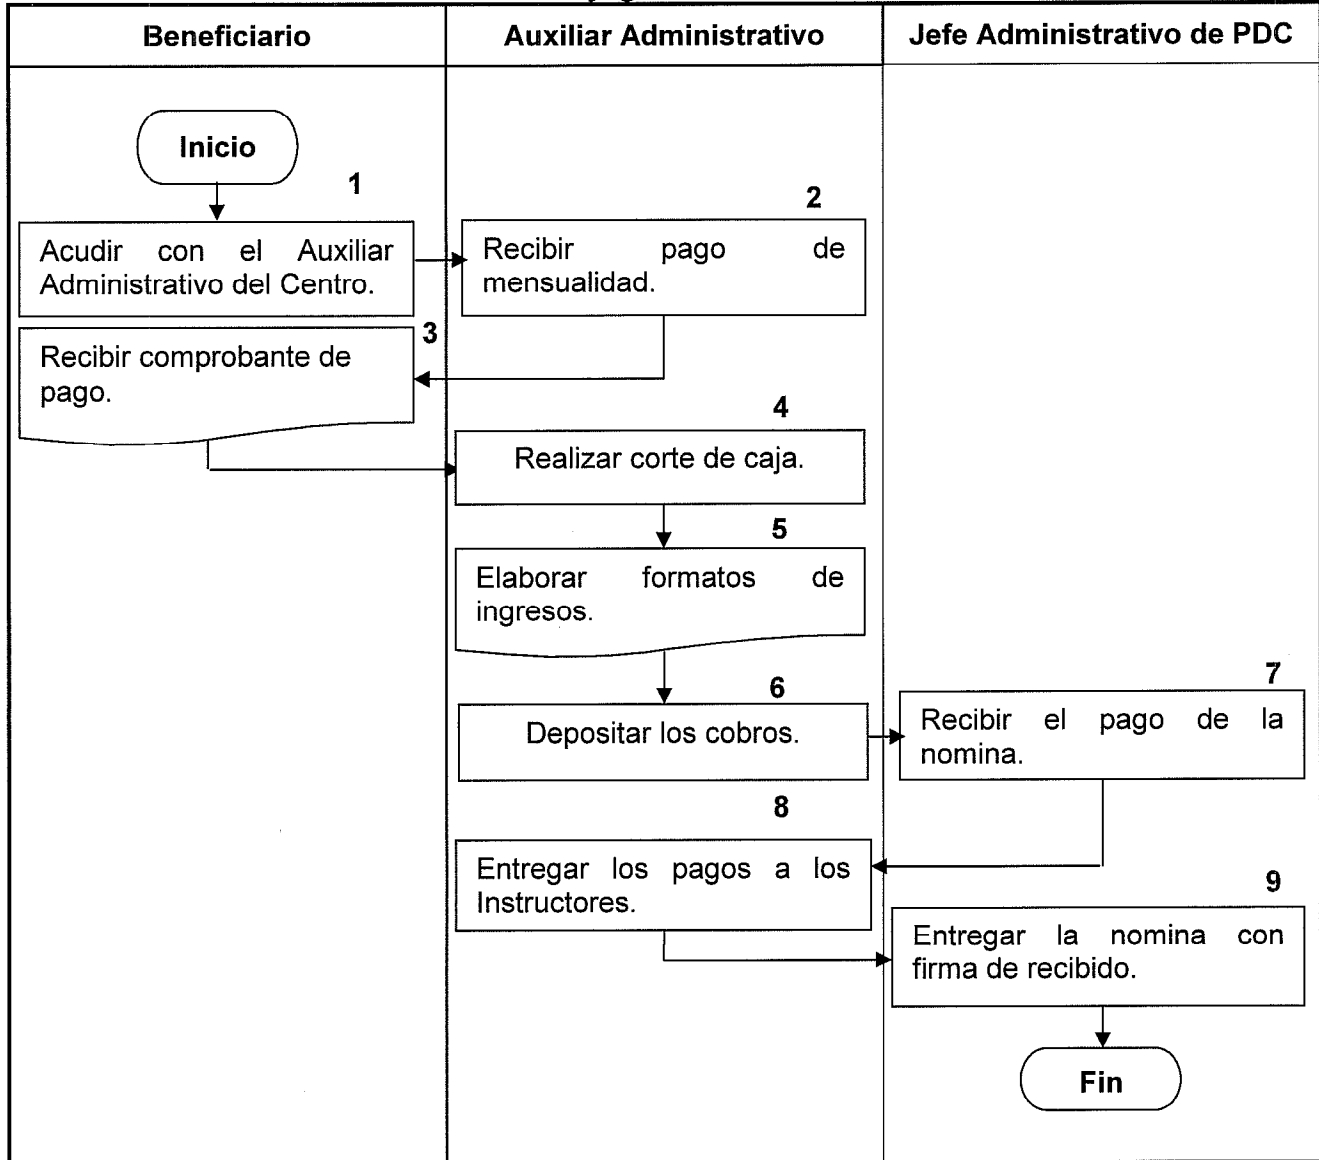 Beneficiario
Auxiliar Administrativo
Jefe Administrativo de PDC
Inicio
1
Acudir con el Auxiliar
Administrativo del Centro.
2
Recibir pago de
mensualidad.
3
Recibir comprobante de
pago.
4
Realizar corte de caja.
5
Elaborar formatos de
ingresos.
6
Depositar los cobros.
7
Recibir el pago de la
nomina.
8
Entregar los pagos a los
Instructores.
9
Entregar la nomina con
firma de recibido.
Fin